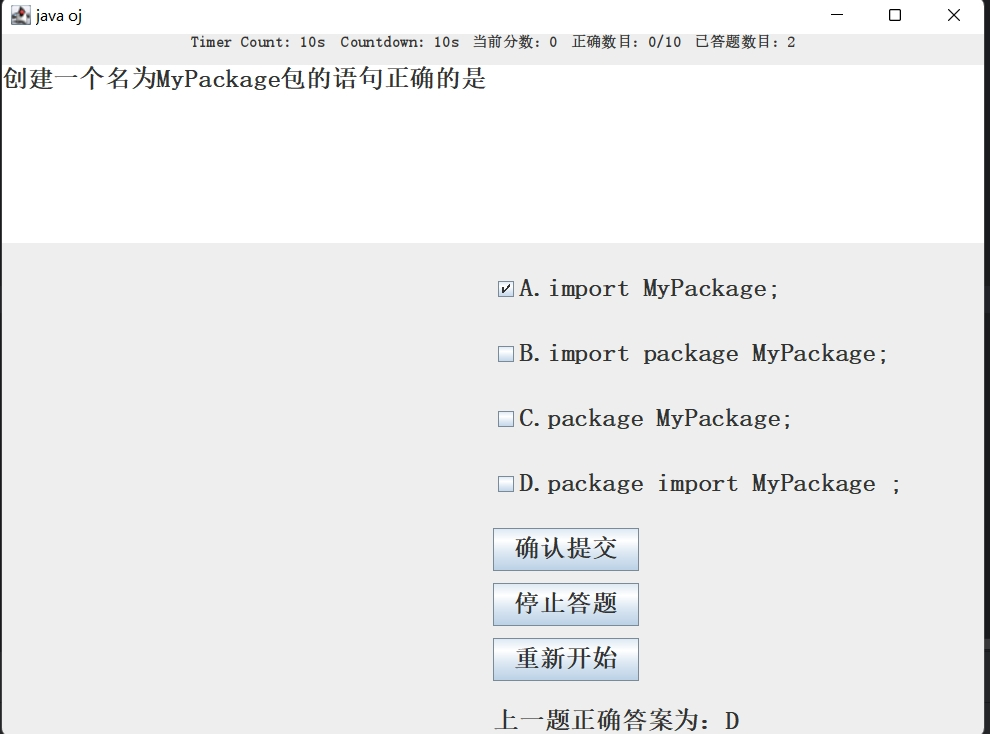 java oj
Timer Count: 10s Countdown: 10s 当前分数: 0 正确数目: 0/10 已答题数目: 2
创建一个名为MyPackage包的语句正确的是
A.import MyPackage;
B.import package MyPackage;
C.package MyPackage;
D.package import MyPackage ;
确认提交
停止答题
重新开始
上一题正确答案为: D